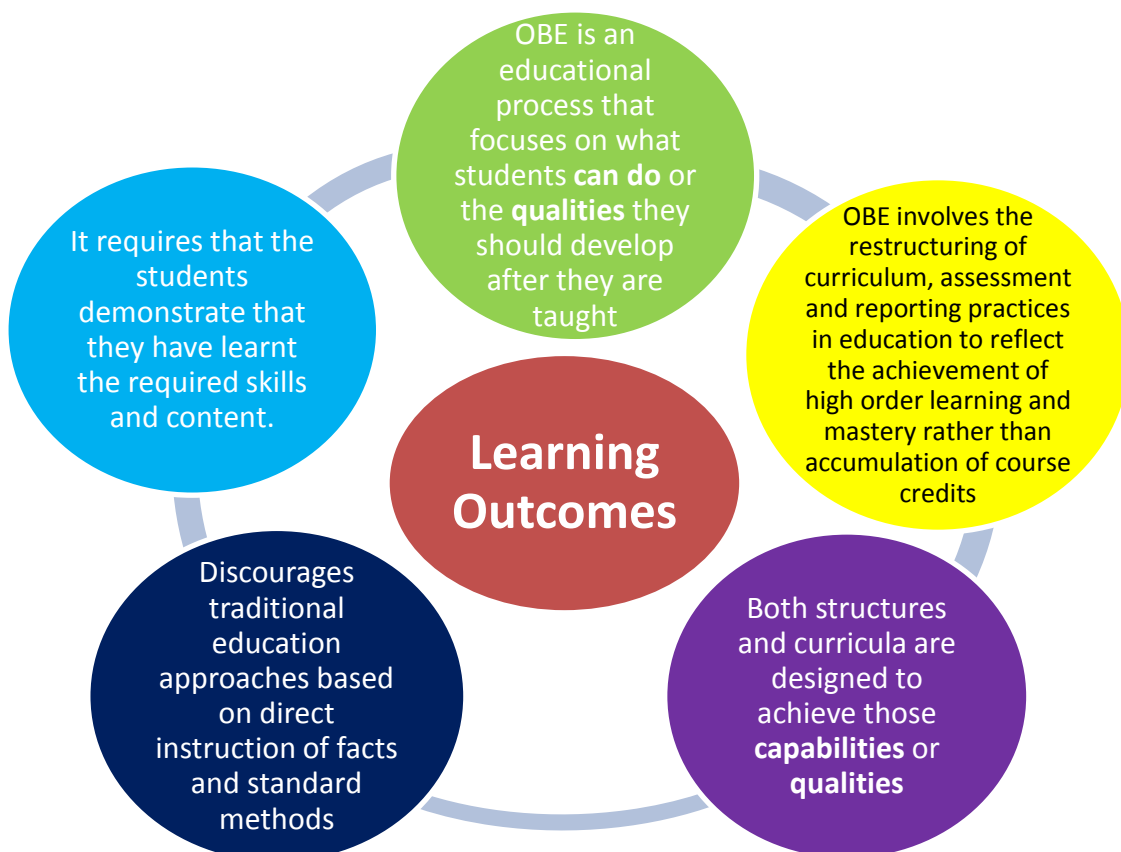 OBE is an
educational
process that
focuses on what
students can do or
the qualities they
should develop
after they are
taught
OBE involves the
restructuring of
curriculum, assessment
and reporting practices
in education to reflect
the achievement of
high order learning and
mastery rather than
accumulation of course
credits
Both structures
and curricula are
designed to
achieve those
capabilities or
qualities
Discourages
traditional
education
approaches based
on direct
instruction of facts
and standard
methods
It requires that the
students
demonstrate that
they have learnt
the required skills
and content.
Learning
Outcomes